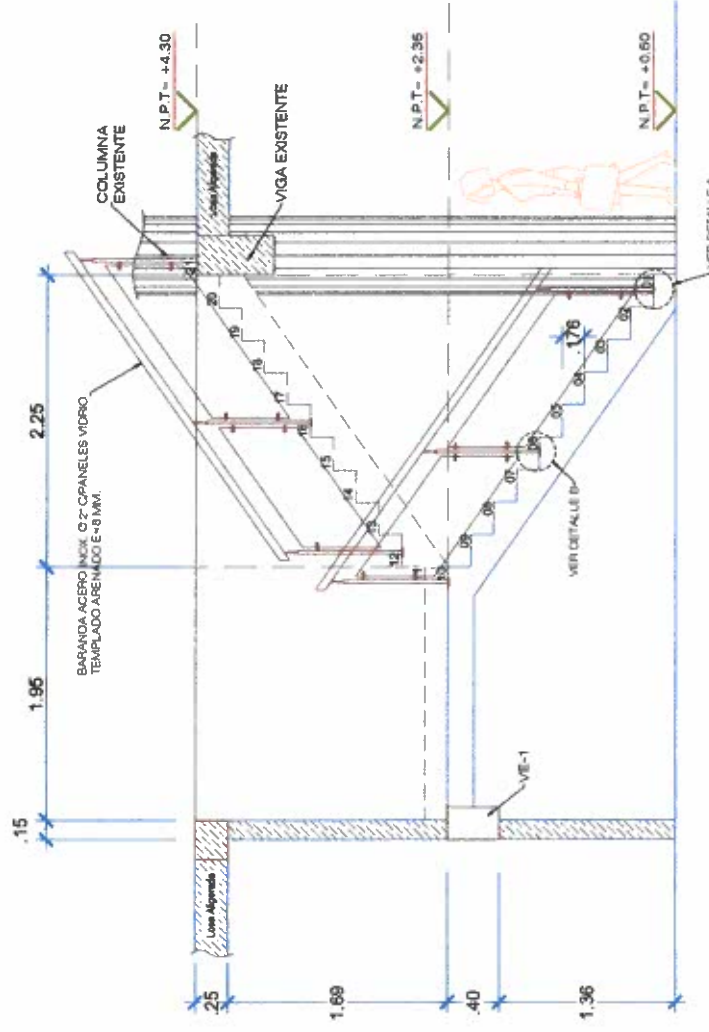 COLUMNA
EXISTENTE
N.P.T= +4.30
Losa Aligerada
VIGA EXISTENTE
2.25
BARANDA ACERO INOX. Ø 2" C/PANELES VIDRIO
TEMPLADO ARENADO E=8 MM.
1.95
.15
Losa Aligerada
.25
1.69
.40
1.36
N.P.T= +2.35
N.P.T= +0.60
21
20
19
18
17
16
15
14
13
12
11
10
09
08
07
06
05
04
03
02
01
.176
VER DETALLE B
V/E-1